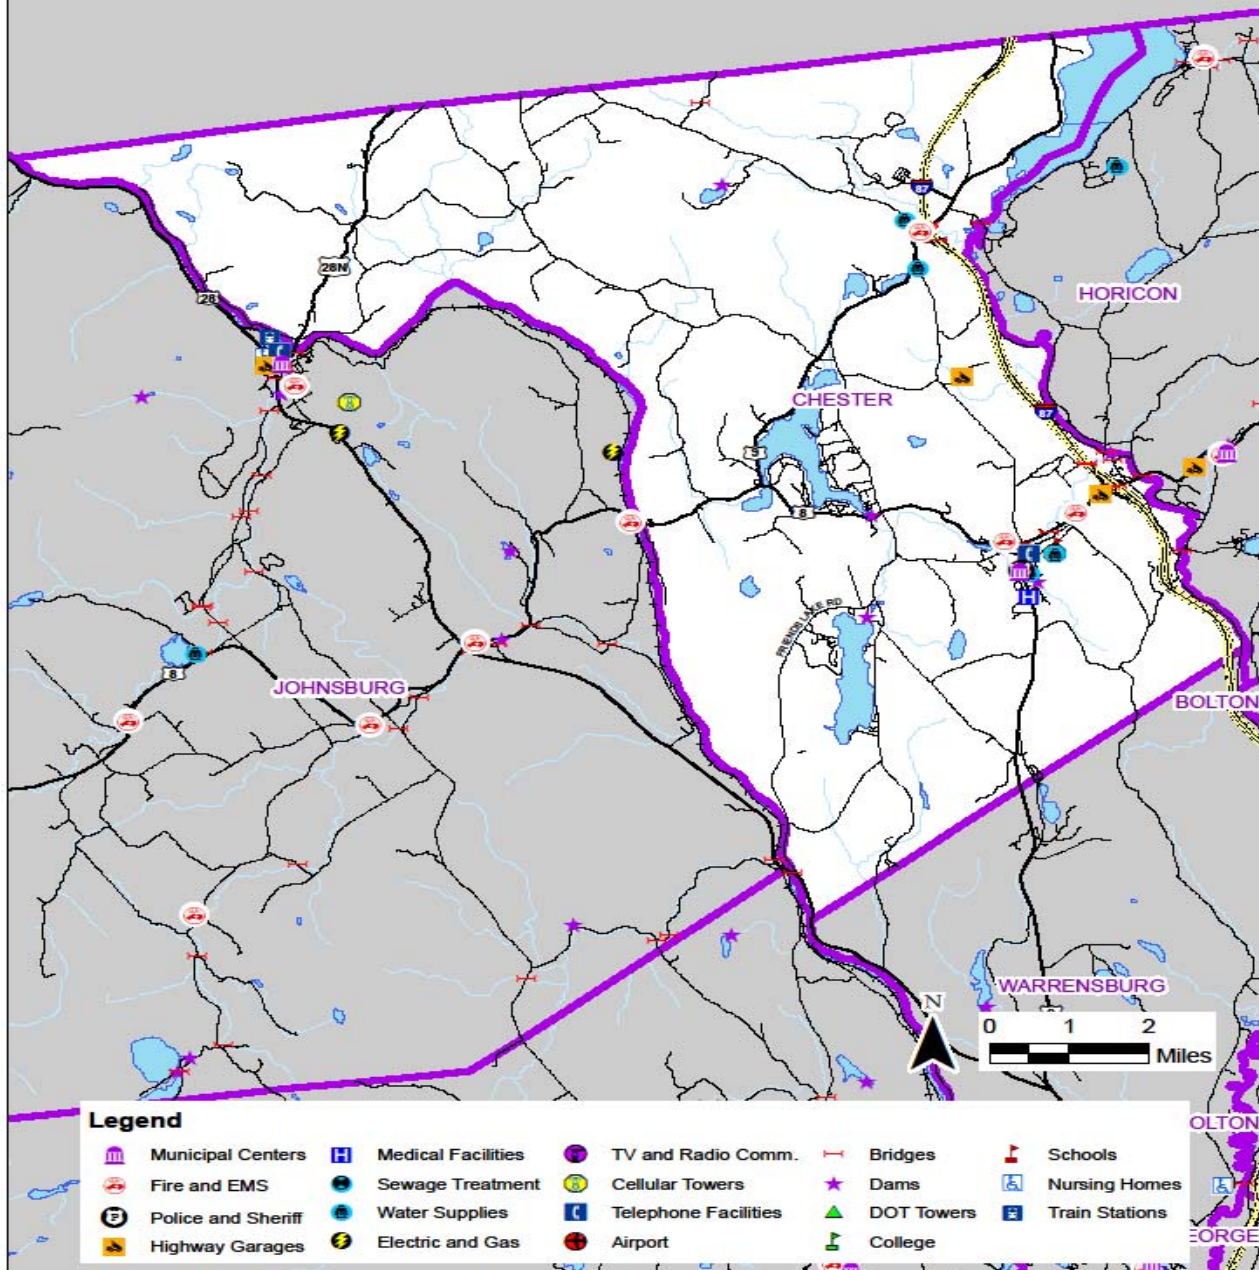 87
28N
HORICON
28
CHESTER
87
9
8
FRIENDS LAKE RD
H
8
JOHNSBURG
BOLTON
WARRENSBURG
N
0 1 2
Miles
Legend
OLTON
Municipal Centers H Medical Facilities TV and Radio Comm. Bridges Schools
Fire and EMS Sewage Treatment Cellular Towers Dams Nursing Homes
Police and Sheriff Water Supplies Telephone Facilities DOT Towers Train Stations
Highway Garages Electric and Gas Airport College
EORGE